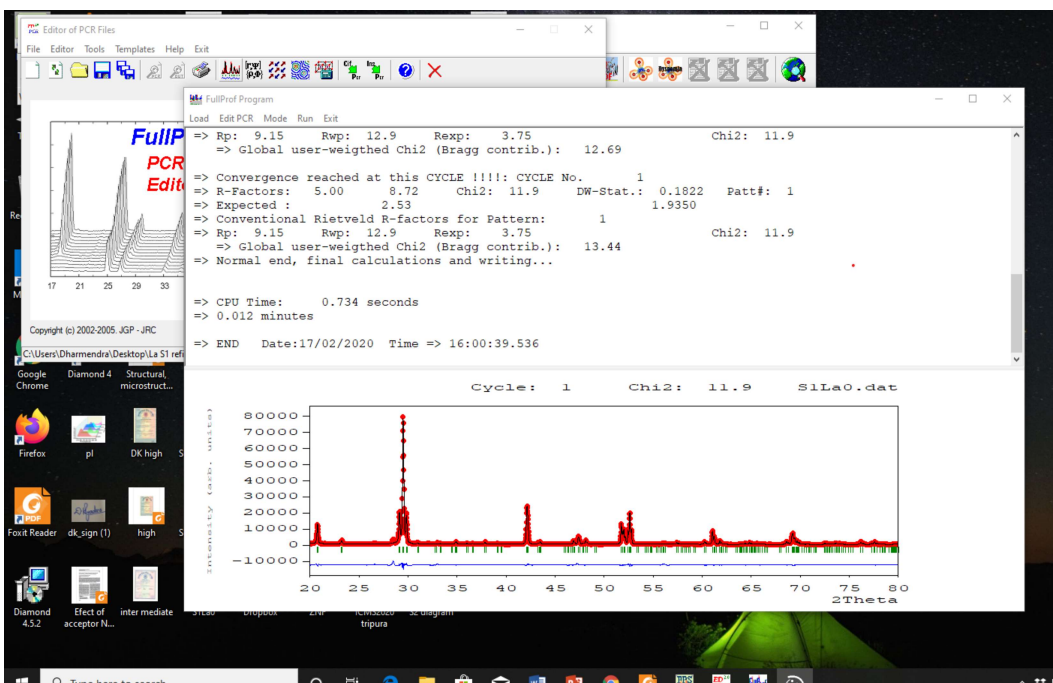 Editor of PCR Files
File Editor Tools Templates Help Exit
FullProf Program
Load Edit PCR Mode Run Exit
FullP
PCR
Edit
17 21 25 29 33
Copyright (c) 2002-2005. JGP - JRC
C:\Users\Dharmendra\Desktop\La S1 refi
=> Rp: 9.15 Rwp: 12.9 Rexp: 3.75 Chi2: 11.9
=> Global user-weigthed Chi2 (Bragg contrib.): 12.69
=> Convergence reached at this CYCLE !!!!: CYCLE No. 1
=> R-Factors: 5.00 8.72 Chi2: 11.9 DW-Stat.: 0.1822 Patt#: 1
=> Expected : 2.53 1.9350
=> Conventional Rietveld R-factors for Pattern: 1
=> Rp: 9.15 Rwp: 12.9 Rexp: 3.75 Chi2: 11.9
=> Global user-weigthed Chi2 (Bragg contrib.): 13.44
=> Normal end, final calculations and writing...
=> CPU Time: 0.734 seconds
=> 0.012 minutes
=> END Date:17/02/2020 Time => 16:00:39.536
Cycle: 1 Chi2: 11.9 S1La0.dat
Intensity (arb. units)
80000
70000
60000
50000
40000
30000
20000
10000
0
-10000
20 25 30 35 40 45 50 55 60 65 70 75 80
2Theta
Google Chrome
Diamond 4
Structural, microstruct...
Firefox
pl
DK high
Foxit Reader
dk_sign (1)
high
Diamond 4.5.2
Efect of acceptor N...
inter mediate
tripura